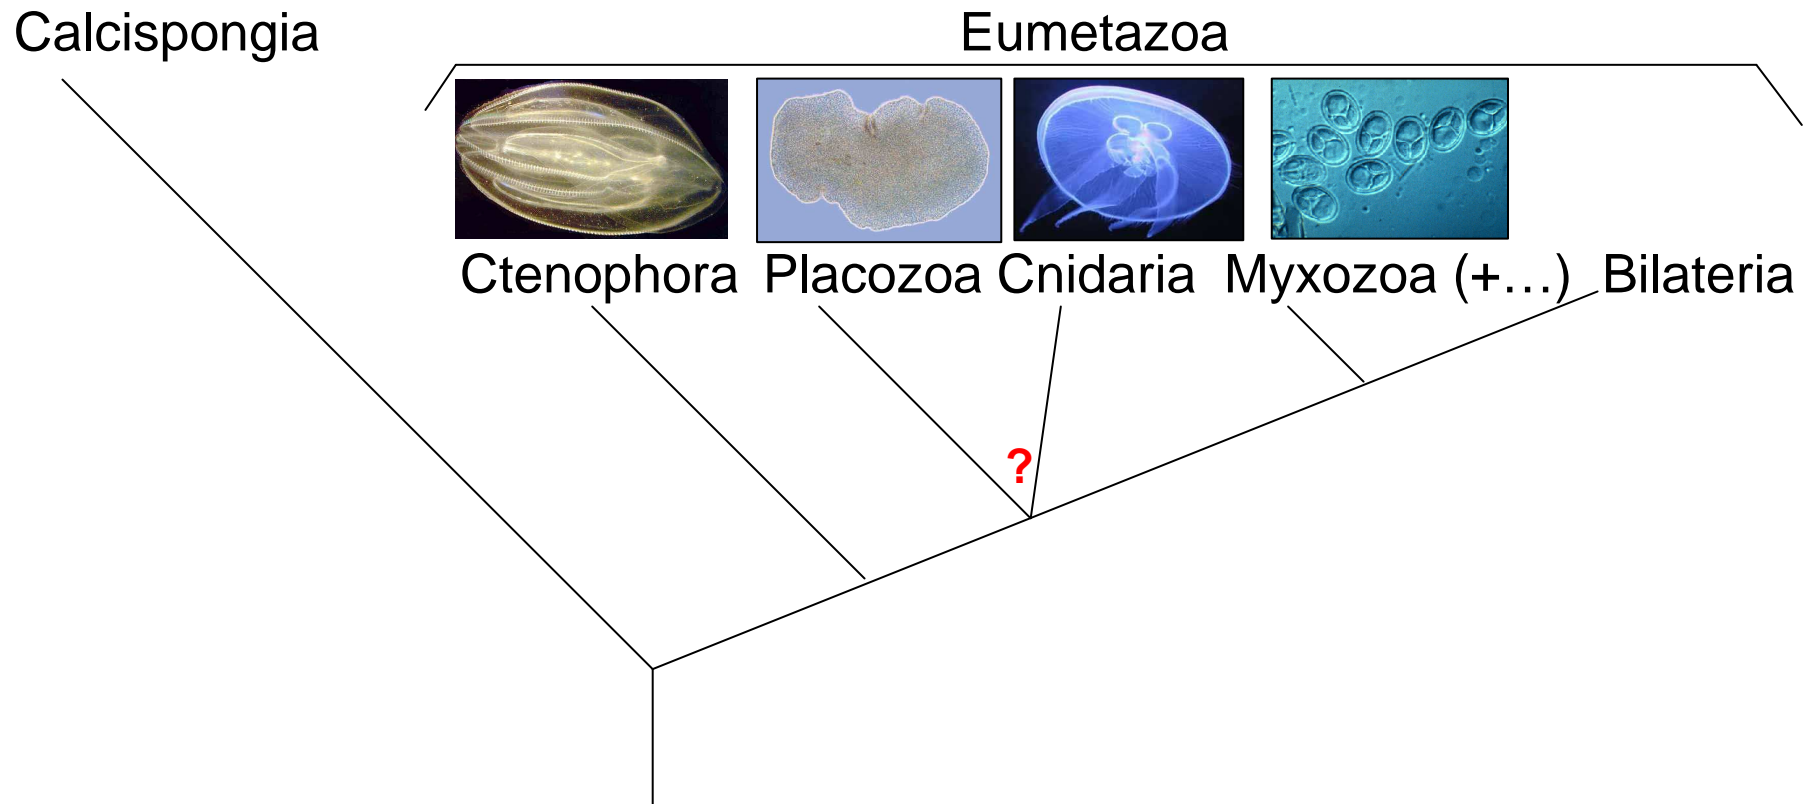 Calcispongia
Eumetazoa
Ctenophora Placozoa Cnidaria Myxozoa (+…) Bilateria
?